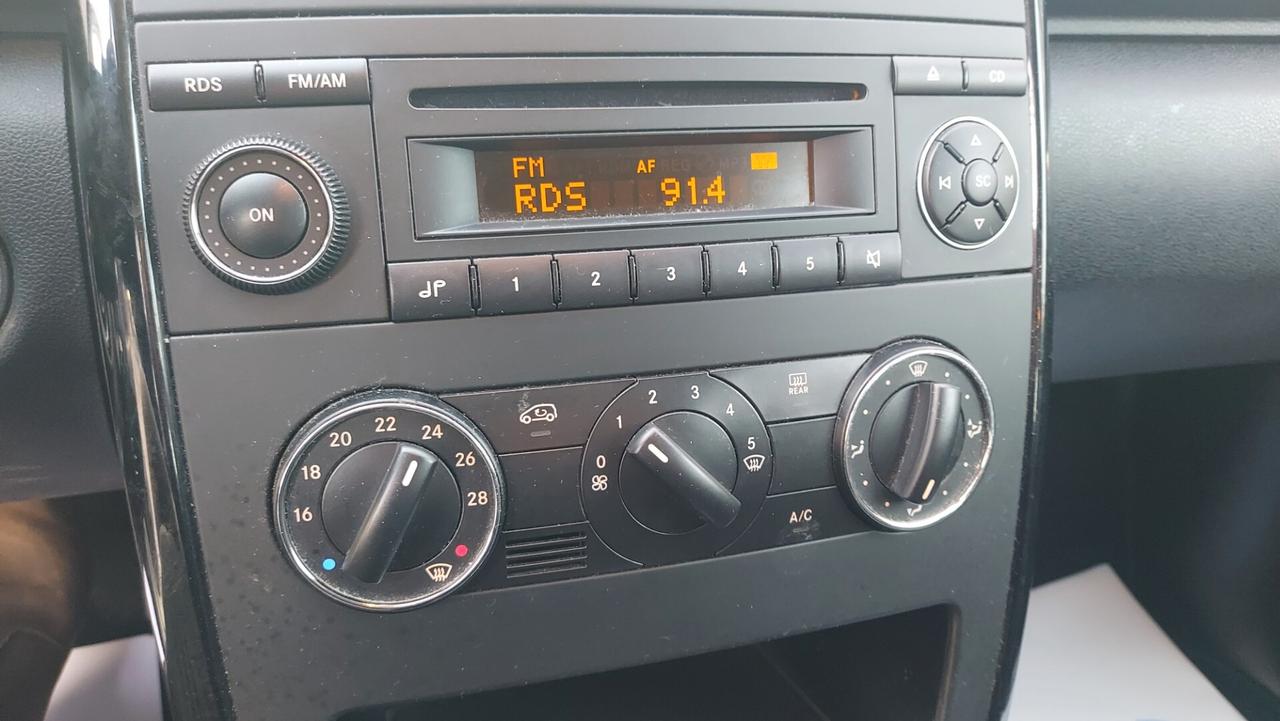 RDS FM/AM
CD
FM AF
RDS 91.4
ON
SC
1 2 3 4 5
16 18 20 22 24 26 28
0 1 2 3 4 5
REAR
A/C